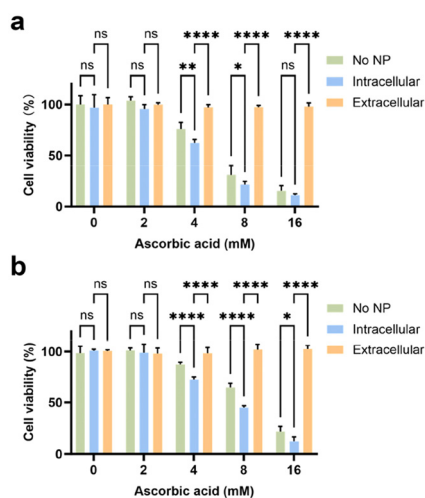 a
ns ns **** **** ****
ns ns ** * ns
No NP
Intracellular
Extracellular
Cell viability (%)
100
50
0
0 2 4 8 16
Ascorbic acid (mM)
b
ns ns **** **** ****
ns ns **** **** *
No NP
Intracellular
Extracellular
Cell viability (%)
100
50
0
0 2 4 8 16
Ascorbic acid (mM)